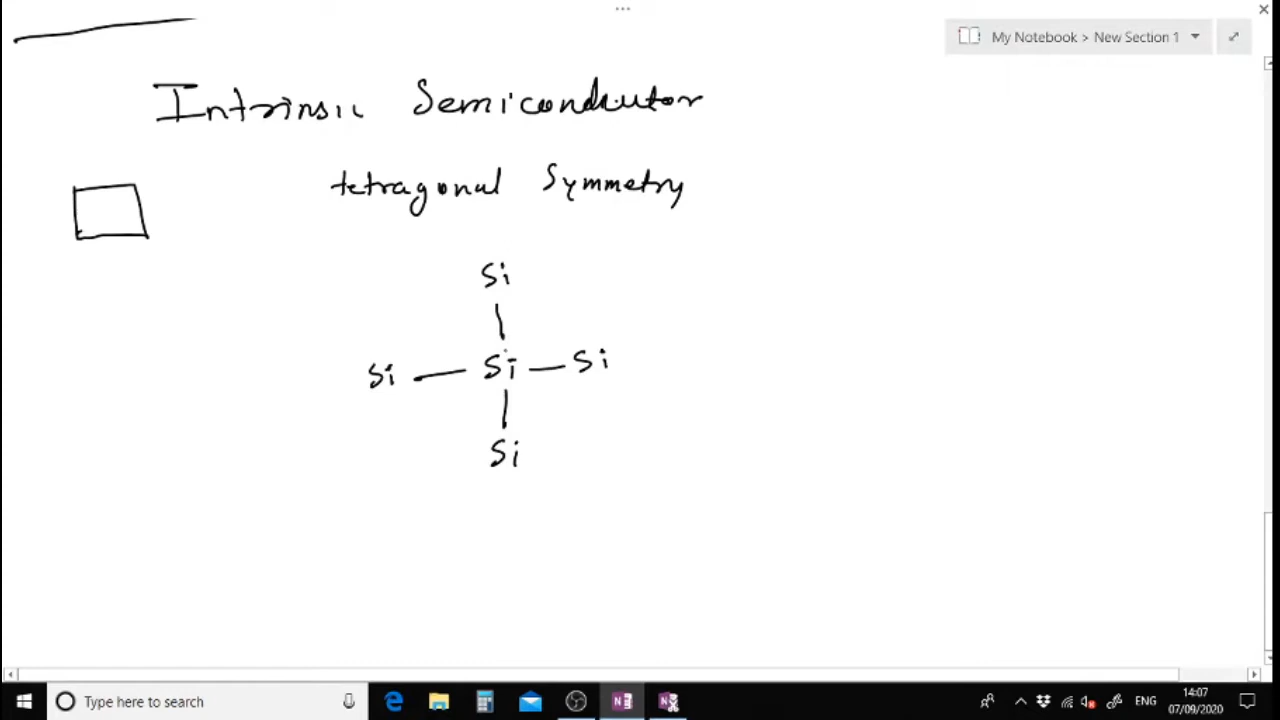 My Notebook > New Section 1
Intrinsic Semiconductor
tetragonal Symmetry
Si
Si Si Si
Si
Type here to search
ENG
14:07
07/09/2020